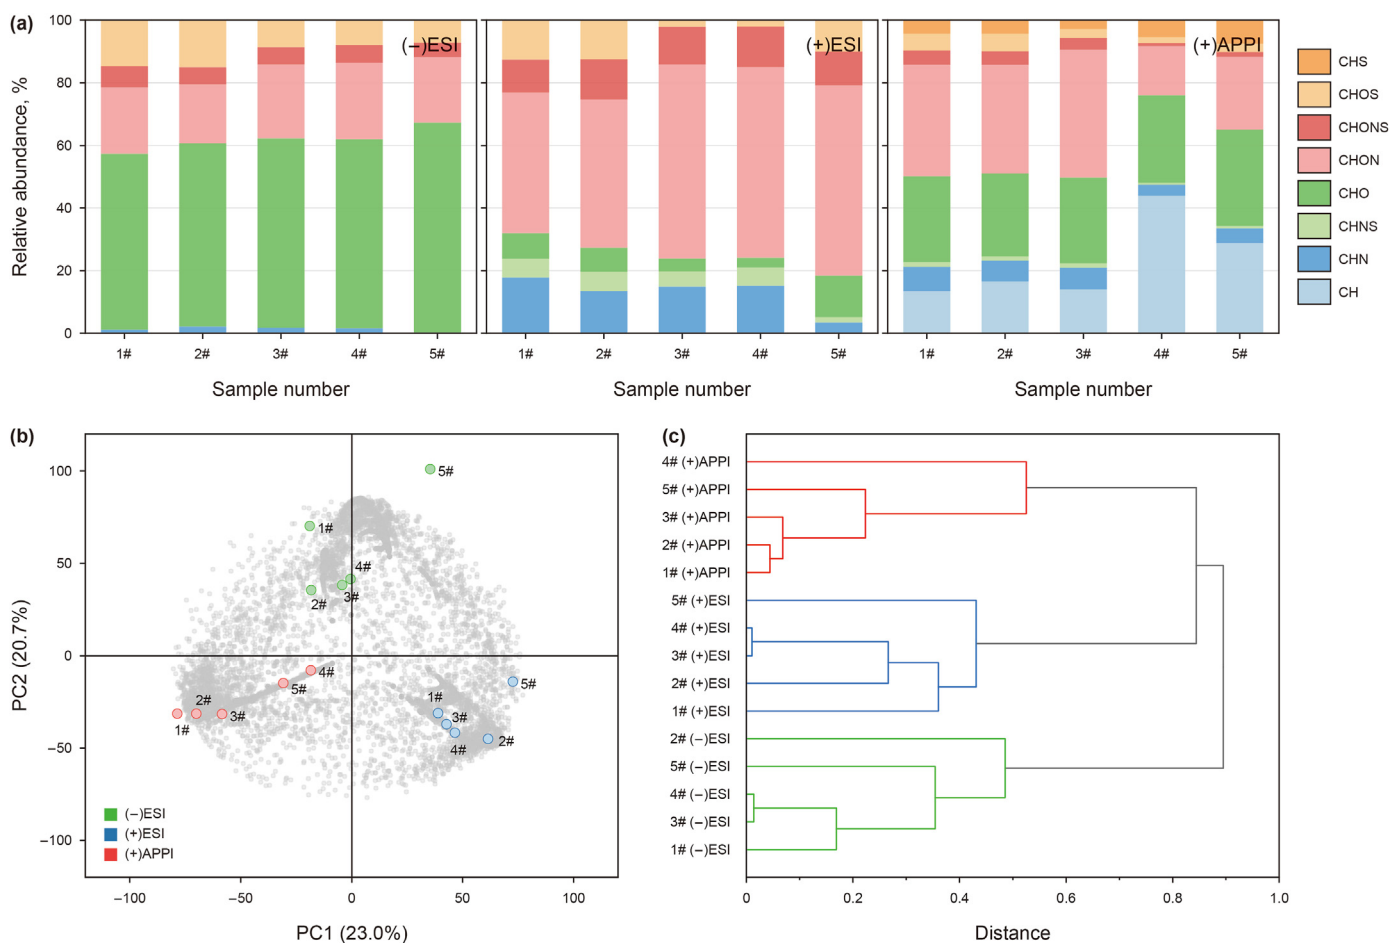 (a)
Relative abundance, %
100
80
60
40
20
0
(–)ESI
(+)ESI
(+)APPI
1# 2# 3# 4# 5#
1# 2# 3# 4# 5#
1# 2# 3# 4# 5#
Sample number
Sample number
Sample number
CHS
CHOS
CHONS
CHON
CHO
CHNS
CHN
CH
(b)
PC2 (20.7%)
100
50
0
–50
–100
5#
1#
4#
3#
2#
4#
5#
2#
3#
1#
5#
1#
3#
4#
2#
(–)ESI
(+)ESI
(+)APPI
–100 –50 0 50 100
PC1 (23.0%)
(c)
4# (+)APPI
5# (+)APPI
3# (+)APPI
2# (+)APPI
1# (+)APPI
5# (+)ESI
4# (+)ESI
3# (+)ESI
2# (+)ESI
1# (+)ESI
2# (–)ESI
5# (–)ESI
4# (–)ESI
3# (–)ESI
1# (–)ESI
0 0.2 0.4 0.6 0.8 1.0
Distance